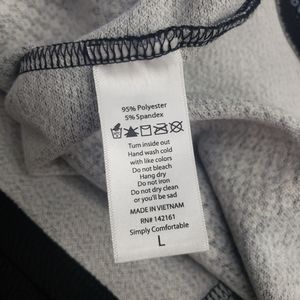 95% Polyester
5% Spandex
Turn inside out
Hand wash cold
with like colors
Do not bleach
Hang dry
Do not iron
Do not dry clean
or you'll be sad
MADE IN VIETNAM
RN# 142161
Simply Comfortable
L